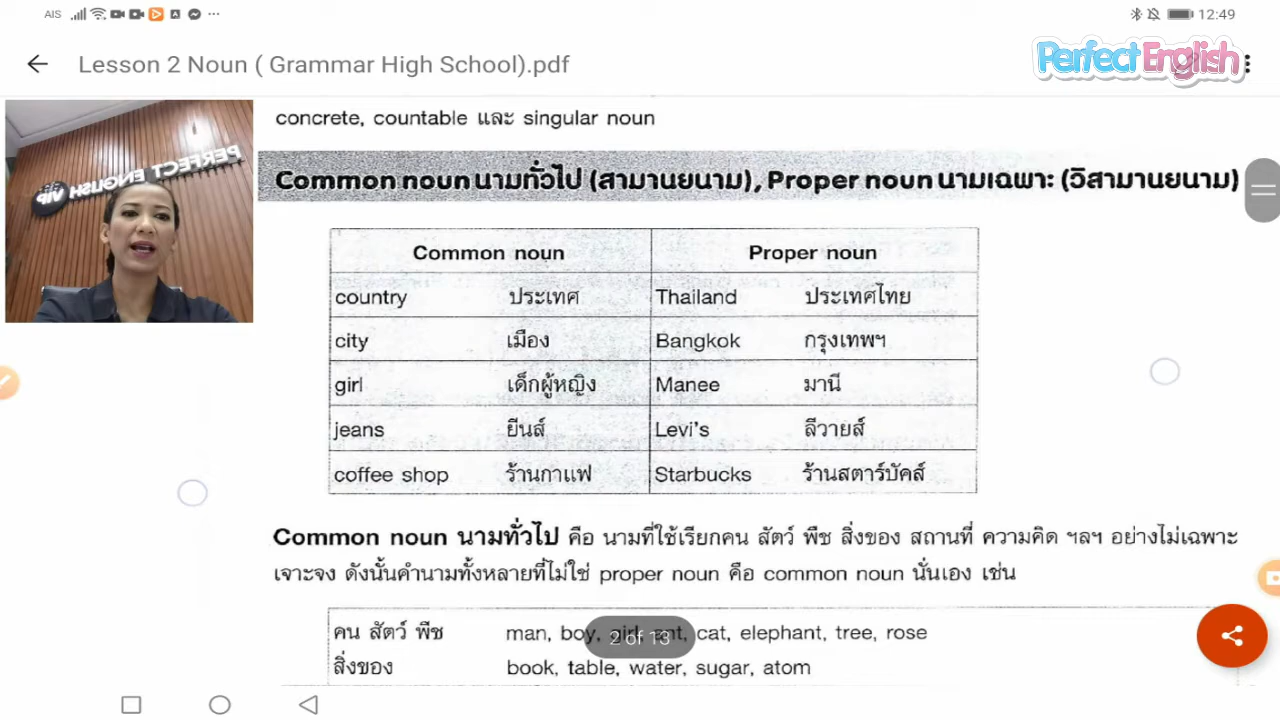 AIS 12:49
Lesson 2 Noun ( Grammar High School).pdf
Perfect English
PERFECT ENGLISH VIP
concrete, countable และ singular noun
Common noun นามทั่วไป (สามานยนาม), Proper noun นามเฉพาะ (วิสามานยนาม)
Common noun Proper noun
country ประเทศ Thailand ประเทศไทย
city เมือง Bangkok กรุงเทพฯ
girl เด็กผู้หญิง Manee มานี
jeans ยีนส์ Levi's ลีวายส์
coffee shop ร้านกาแฟ Starbucks ร้านสตาร์บัคส์
Common noun นามทั่วไป คือ นามที่ใช้เรียกคน สัตว์ พืช สิ่งของ สถานที่ ความคิด ฯลฯ อย่างไม่เฉพาะ
เจาะจง ดังนั้นคำนามทั้งหลายที่ไม่ใช่ proper noun คือ common noun นั่นเอง เช่น
คน สัตว์ พืช man, boy, girl, ant, cat, elephant, tree, rose
2 of 13
สิ่งของ book, table, water, sugar, atom